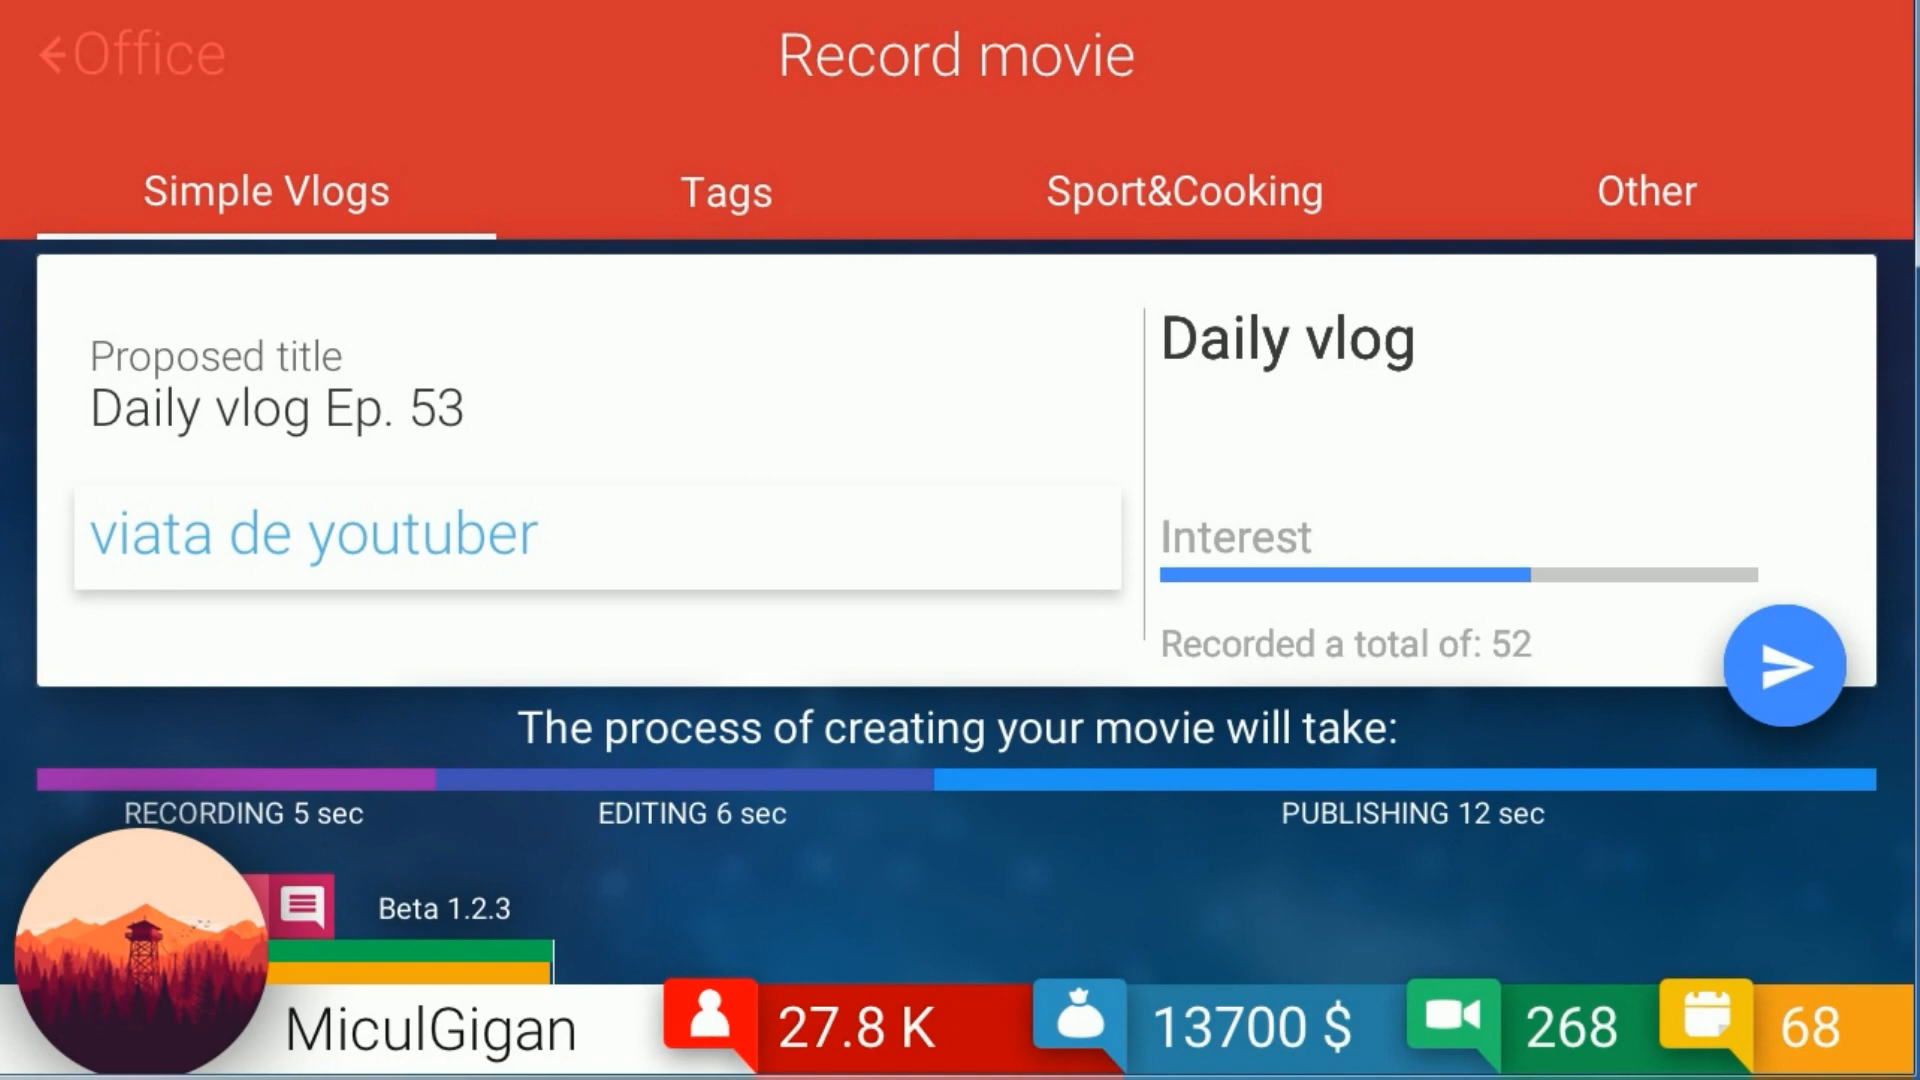 Office
Record movie
Simple Vlogs
Tags
Sport&Cooking
Other
Proposed title
Daily vlog Ep. 53
viata de youtuber
Daily vlog
Interest
Recorded a total of: 52
The process of creating your movie will take:
RECORDING 5 sec
EDITING 6 sec
PUBLISHING 12 sec
Beta 1.2.3
MiculGigan
27.8 K
13700 $
268
68